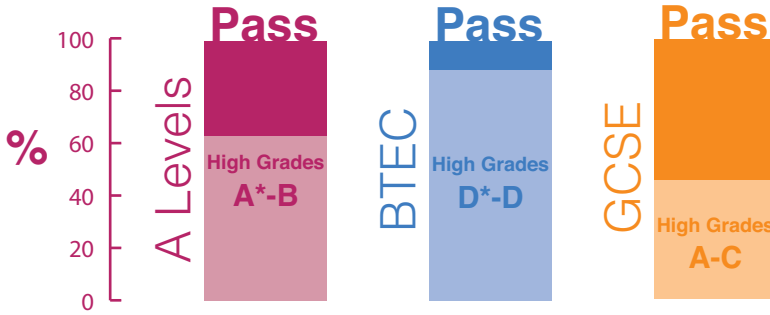 Pass
Pass
Pass
100
80
60
40
20
0
%
A Levels
High Grades
A*-B
BTEC
High Grades
D*-D
GCSE
High Grades
A-C